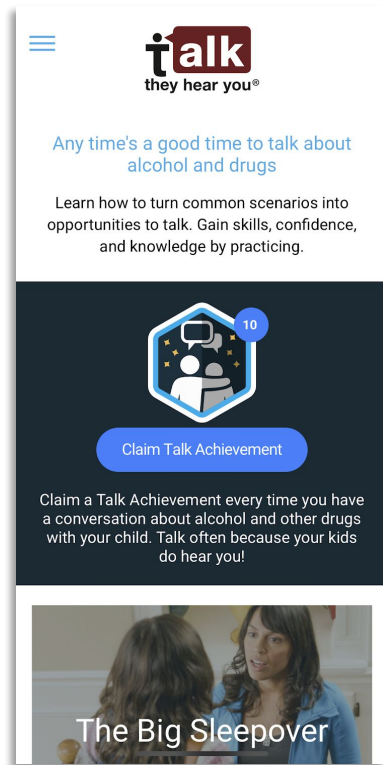 talk
they hear you®
Any time's a good time to talk about
alcohol and drugs
Learn how to turn common scenarios into
opportunities to talk. Gain skills, confidence,
and knowledge by practicing.
10
Claim Talk Achievement
Claim a Talk Achievement every time you have
a conversation about alcohol and other drugs
with your child. Talk often because your kids
do hear you!
The Big Sleepover